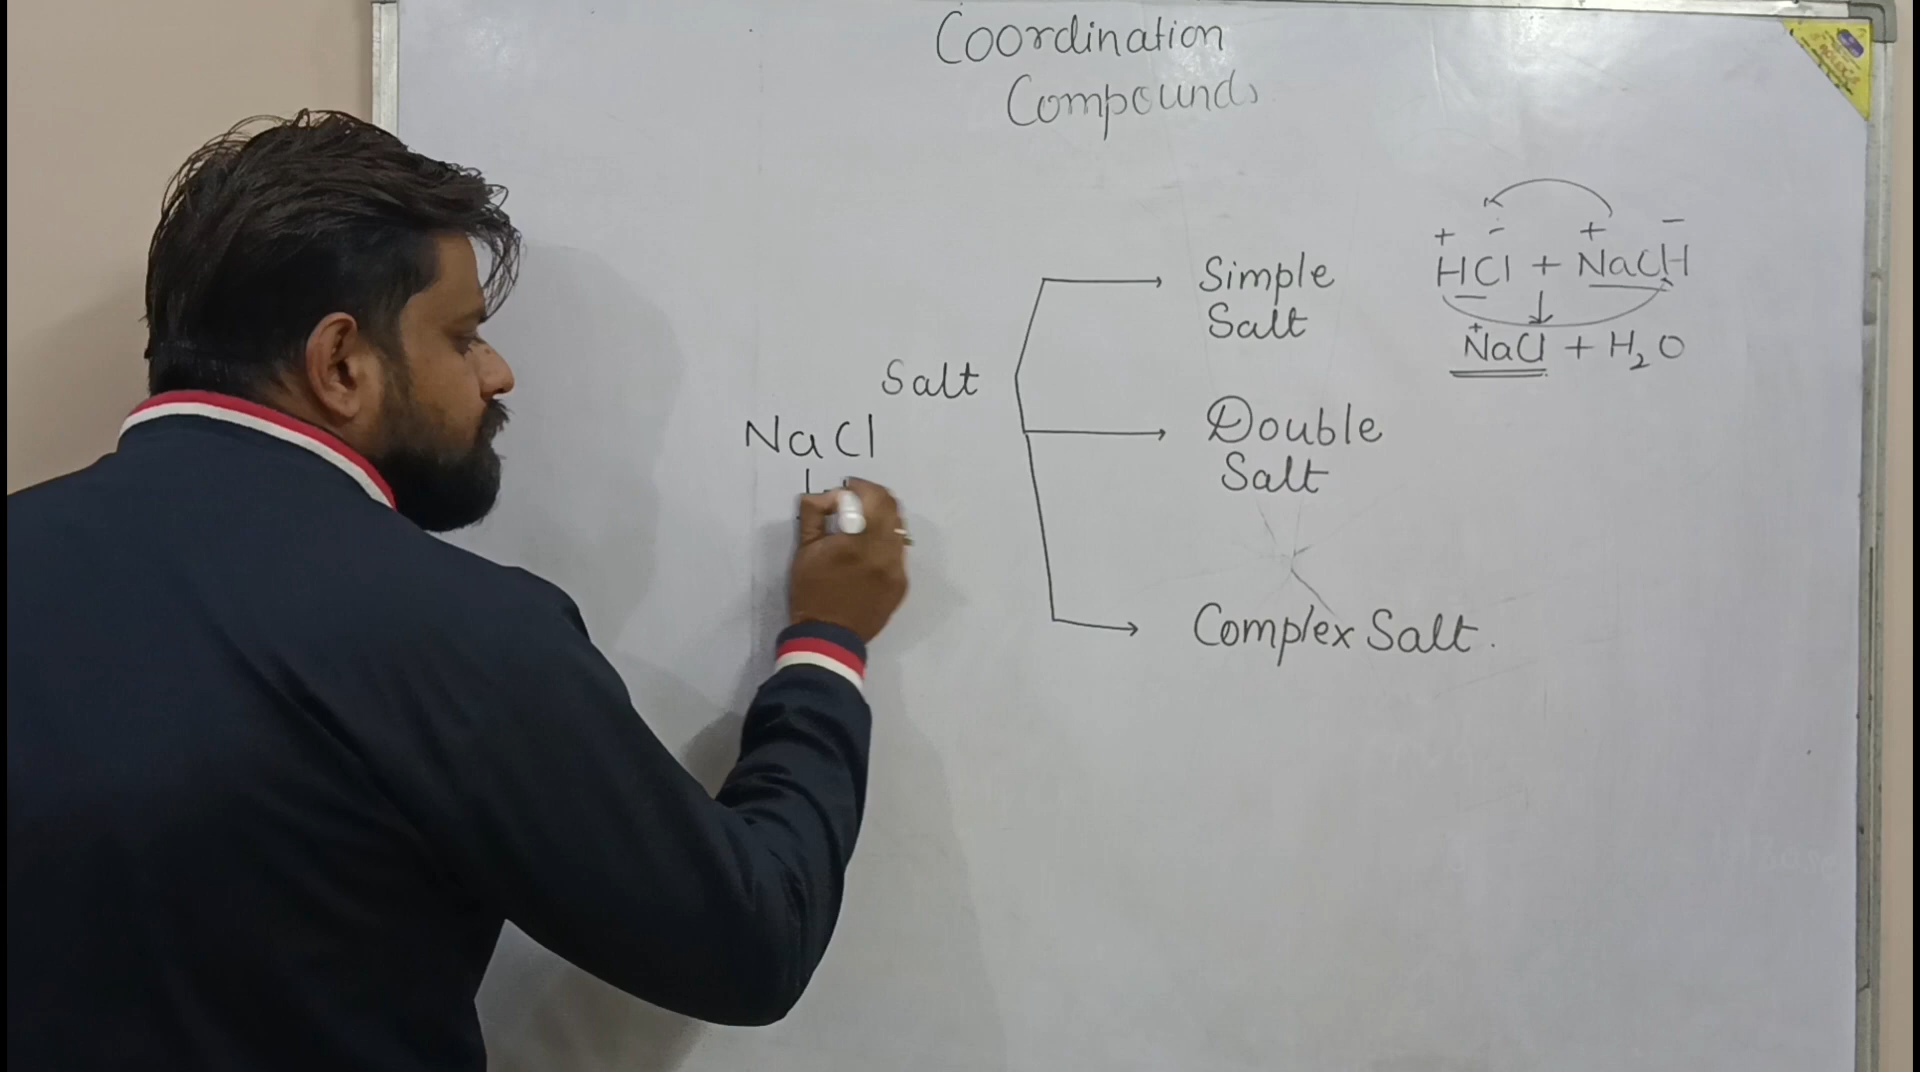 Coordination
Compounds
+ - + -
HCl + NaOH
+
NaCl + H₂O
Simple
Salt
Salt
NaCl
Double
Salt
Complex Salt.